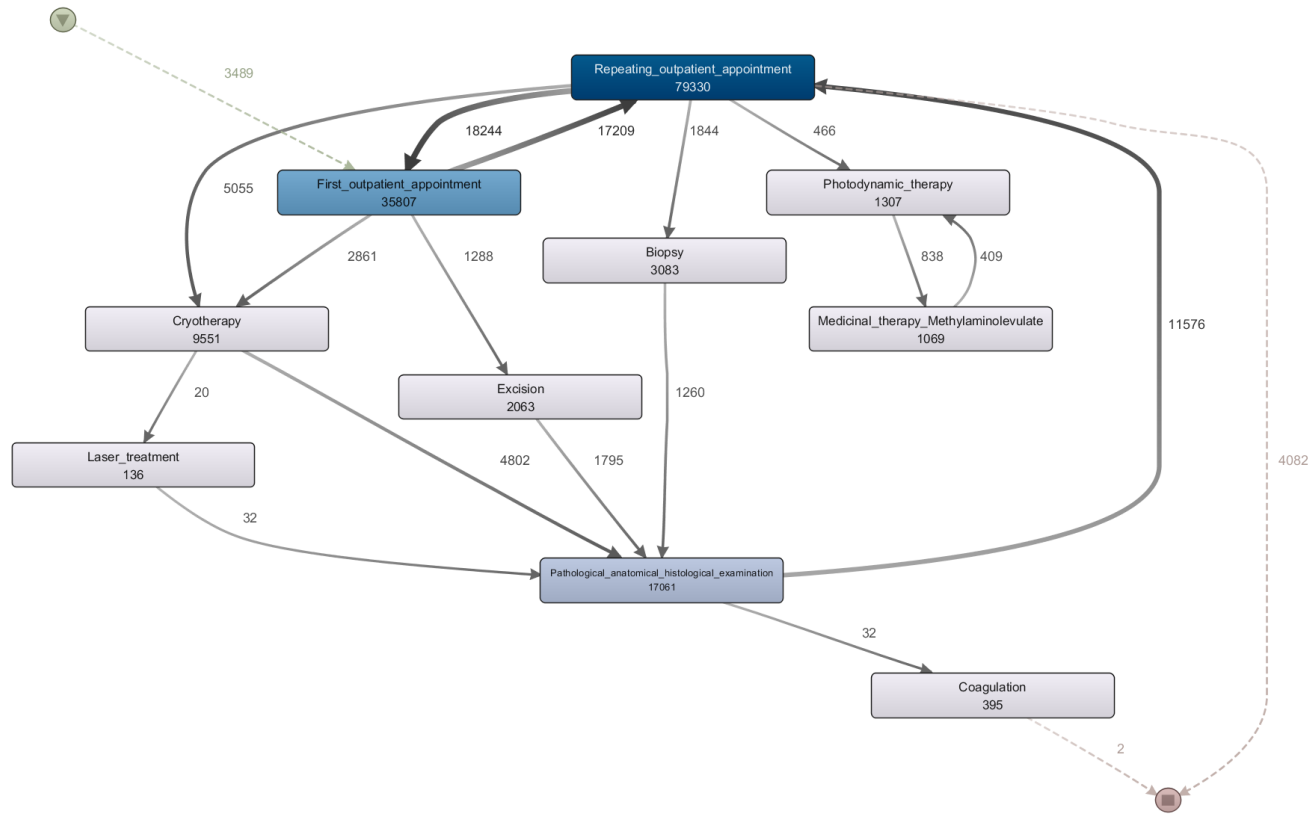 Repeating_outpatient_appointment
79330
3489
18244
17209
1844
466
5055
First_outpatient_appointment
35807
Photodynamic_therapy
1307
2861
1288
Biopsy
3083
838
409
Cryotherapy
9551
Medicinal_therapy_Methylaminolevulate
1069
11576
20
Excision
2063
1260
Laser_treatment
136
4802
1795
4082
32
Pathological_anatomical_histological_examination
17061
32
Coagulation
395
2